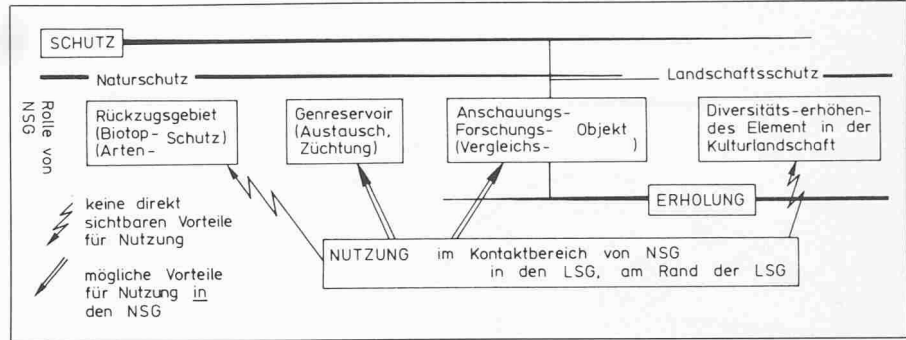 SCHUTZ
Naturschutz
Landschaftsschutz
Rolle von
NSG
Rückzugsgebiet
(Biotop-
(Arten- Schutz)
Genreservoir
(Austausch,
Züchtung)
Anschauungs-
Forschungs- Objekt
(Vergleichs- )
Diversitäts-erhöhen-
des Element in der
Kulturlandschaft
ERHOLUNG
keine direkt
sichtbaren Vorteile
für Nutzung
NUTZUNG im Kontaktbereich von NSG
in den LSG, am Rand der LSG
mögliche Vorteile
für Nutzung in
den NSG